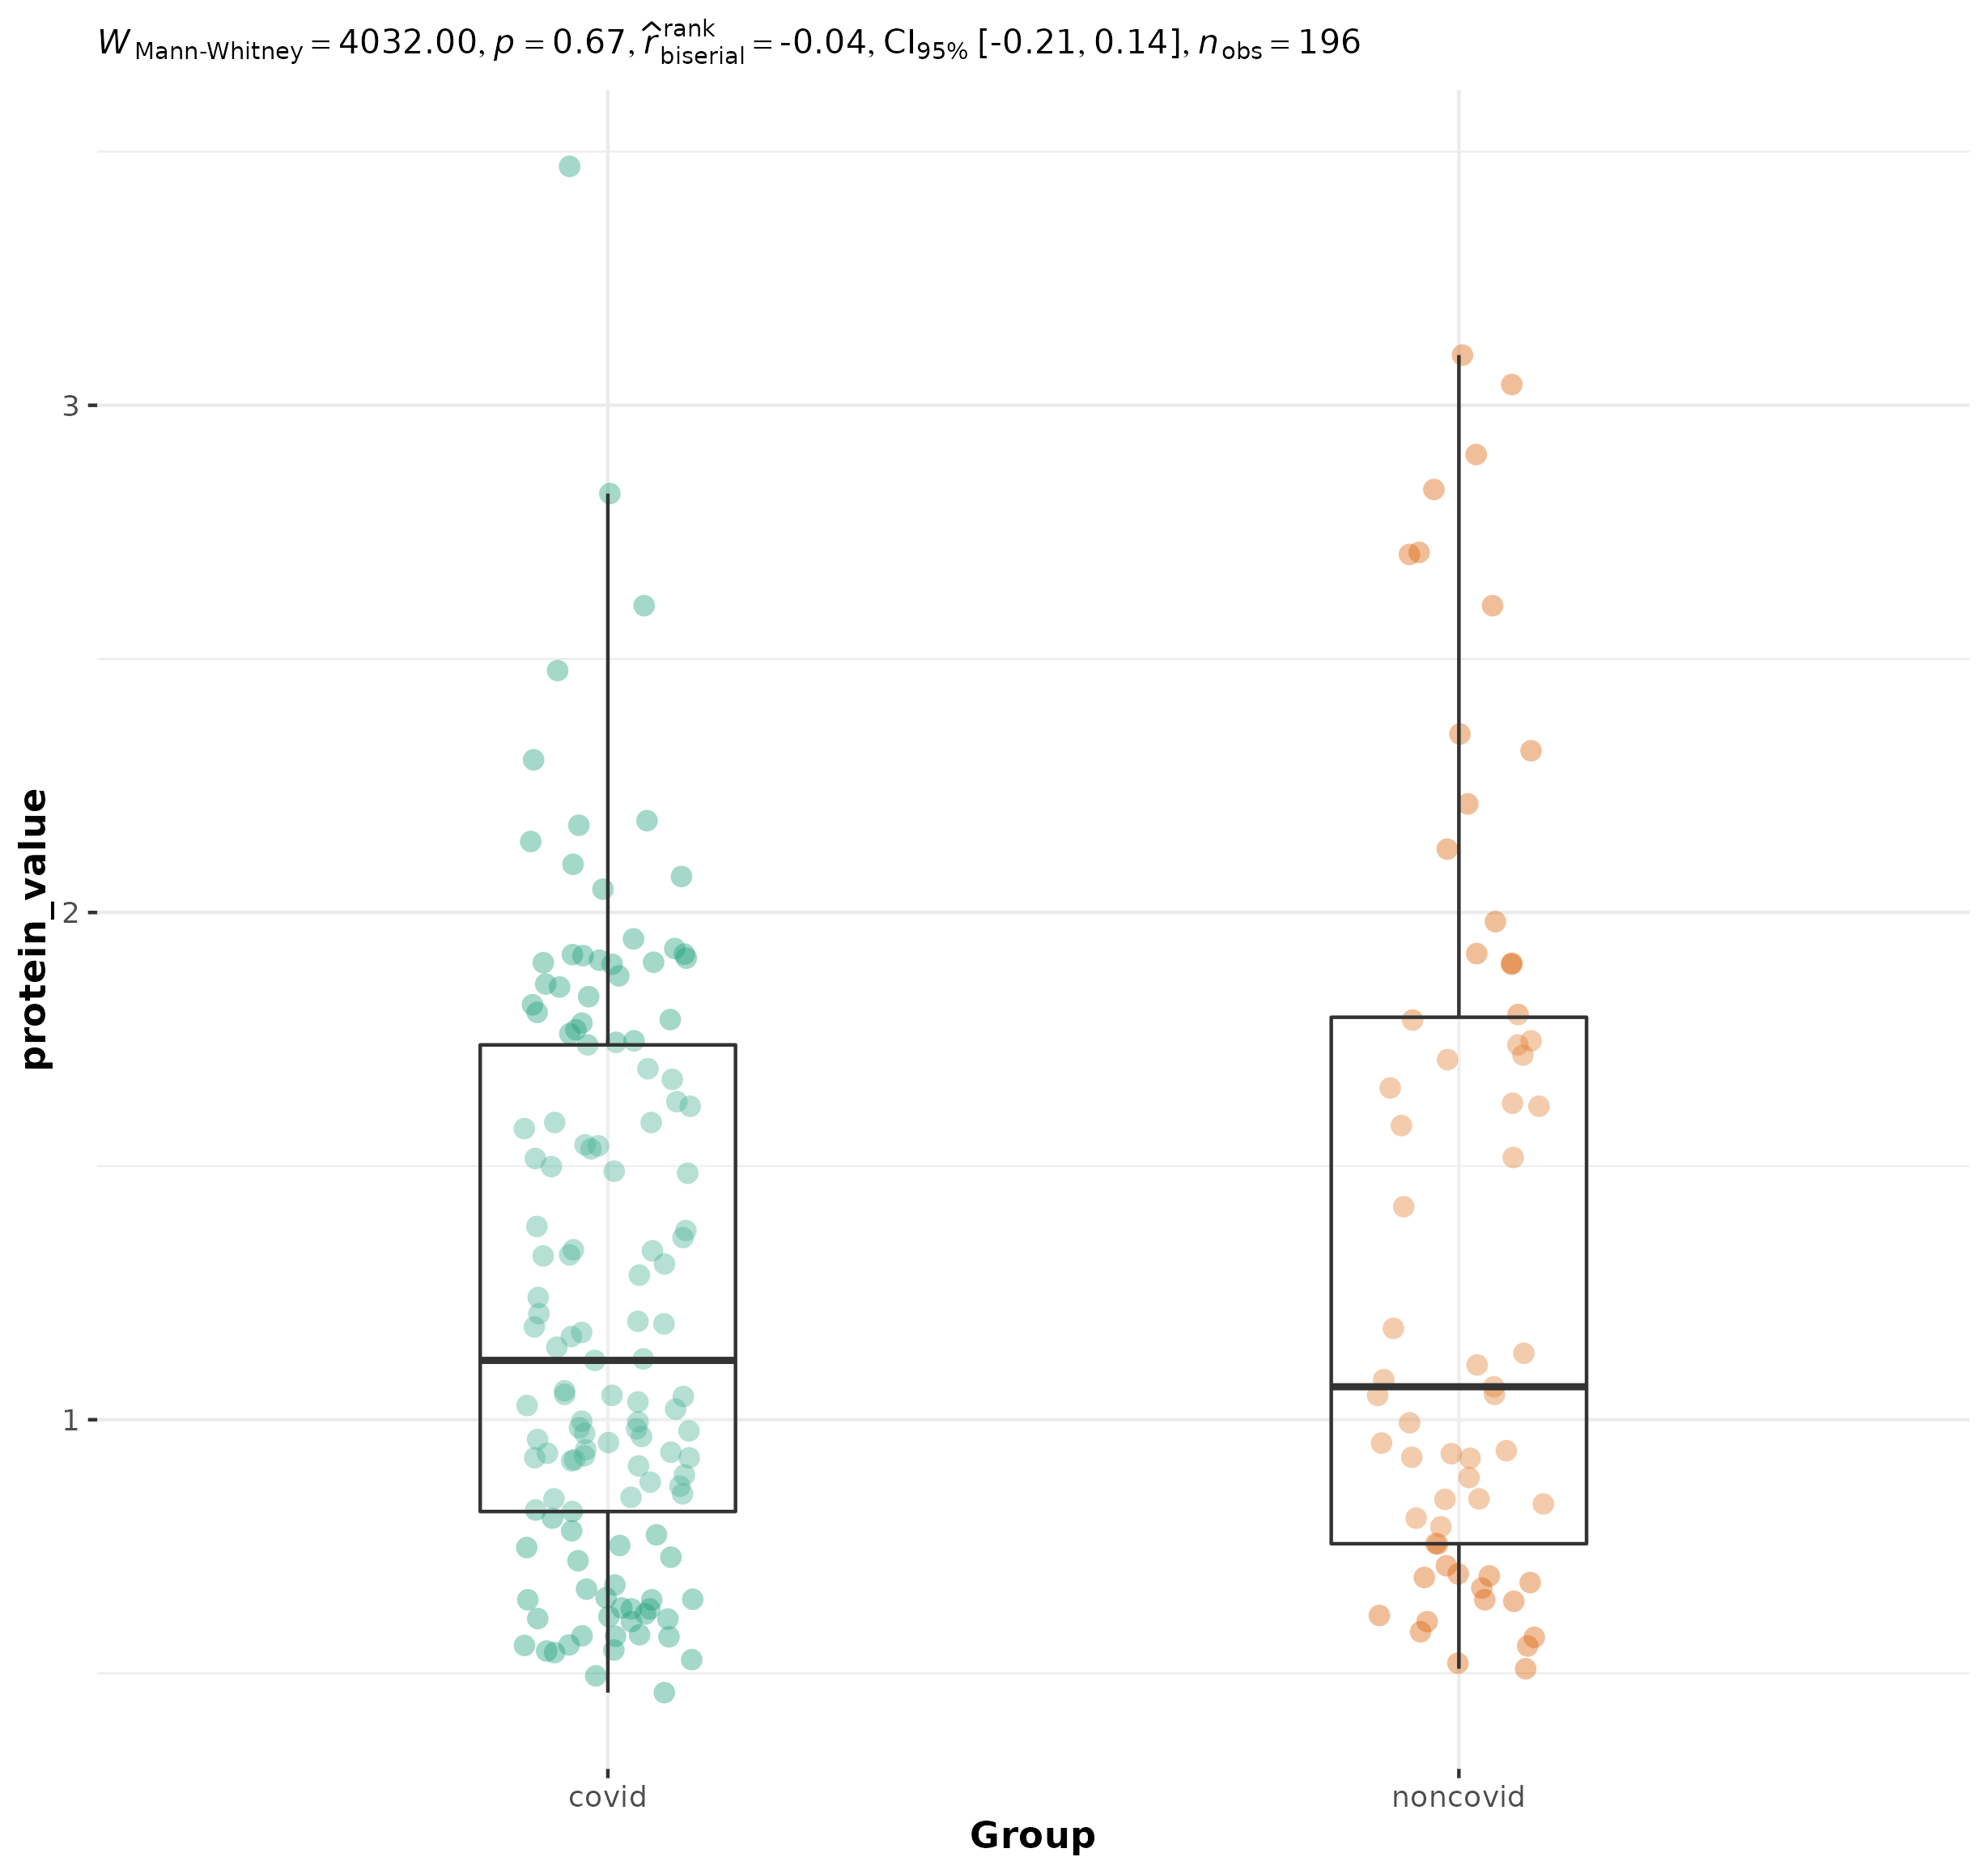 W Mann-Whitney = 4032.00, p = 0.67, r̂ rank biserial = -0.04, CI95% [-0.21, 0.14], nobs = 196
protein_value
3
2
1
covid noncovid
Group